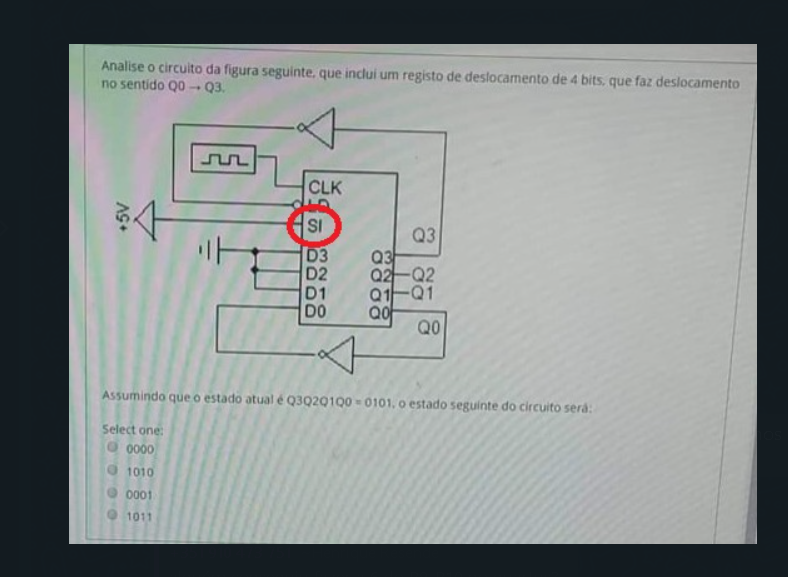 Analise o circuito da figura seguinte, que inclui um registo de deslocamento de 4 bits, que faz deslocamento
no sentido Q0 → Q3.
CLK
LD
+5V
SI
Q3
D3 Q3
D2 Q2 Q2
D1 Q1 Q1
D0 Q0
Q0
Assumindo que o estado atual é Q3Q2Q1Q0 = 0101, o estado seguinte do circuito será:
Select one:
0000
1010
0001
1011